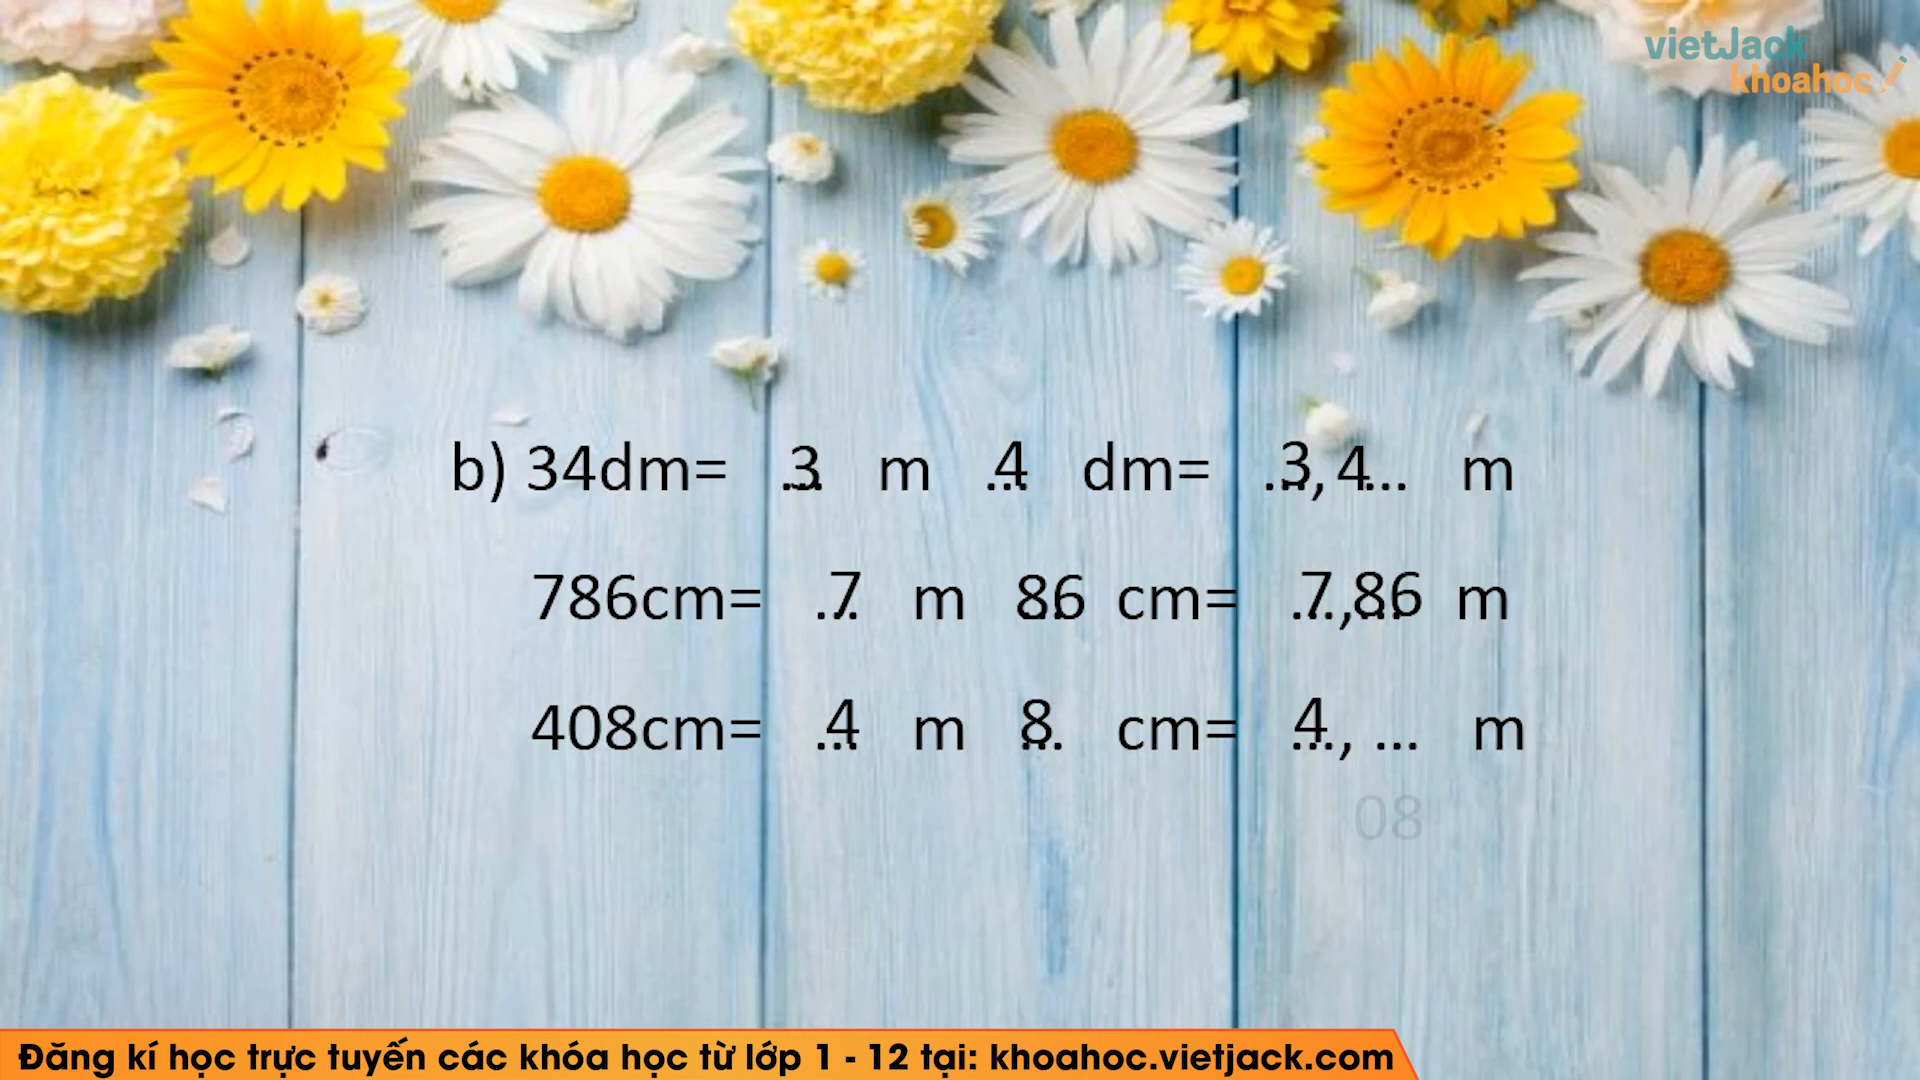 vietJack
khoahoc
b) 34dm= 3 m 4 dm= 3,4 m
786cm= 7 m 86 cm= 7,86 m
408cm= 4 m 8 cm= 4, ... m
08
Đăng kí học trực tuyến các khóa học từ lớp 1 - 12 tại: khoahoc.vietjack.com